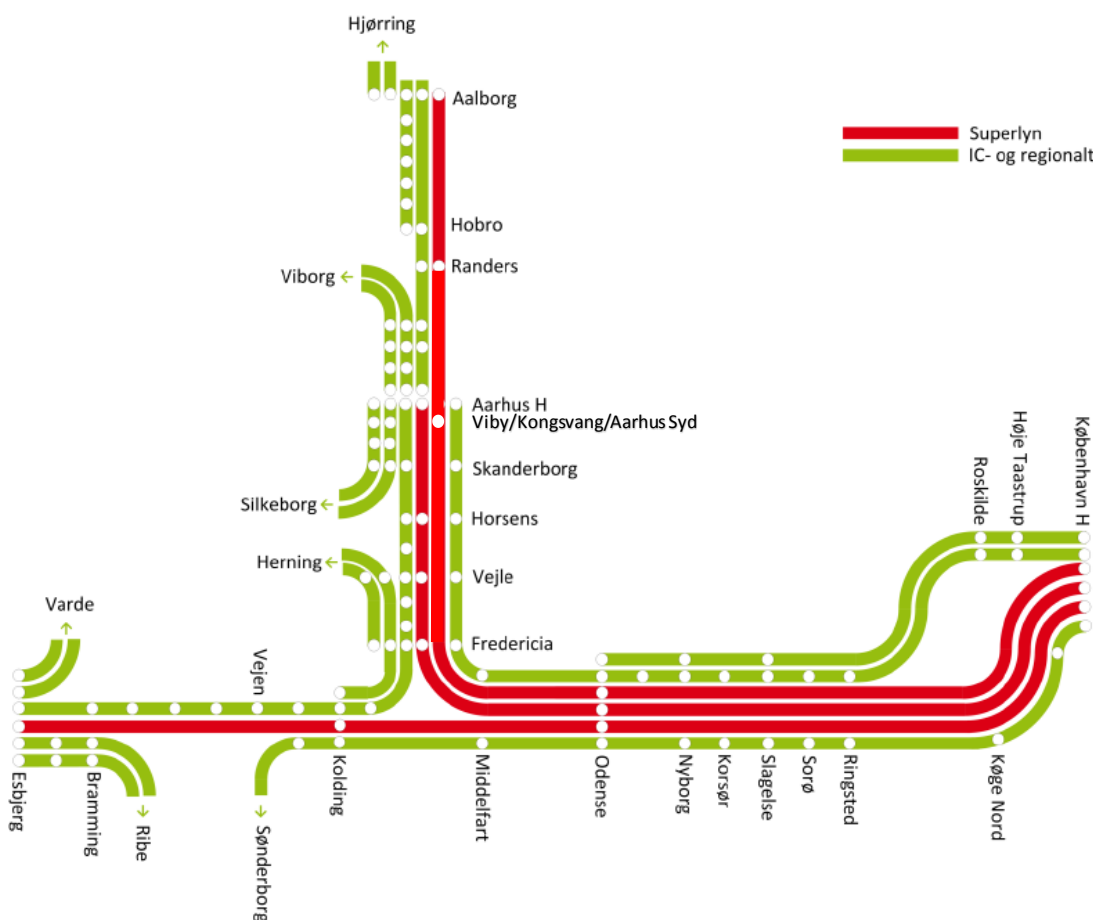 Hjørring
Aalborg
Superlyn
IC- og regionalt
Hobro
Randers
Viborg
Aarhus H
Viby/Kongsvang/Aarhus Syd
Skanderborg
Silkeborg
Horsens
Herning
Vejle
Varde
Fredericia
Vejen
Roskilde
Høje Taastrup
København H
Esbjerg
Bramming
Ribe
Sønderborg
Kolding
Middelfart
Odense
Nyborg
Korsør
Slagelse
Sorø
Ringsted
Køge Nord